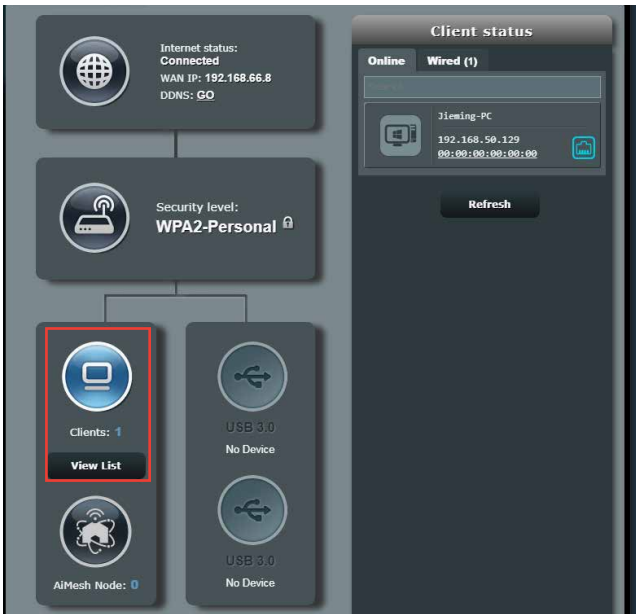 Internet status:
Connected
WAN IP: 192.168.66.8
DDNS: GO
Security level:
WPA2-Personal
Clients: 1
View List
AiMesh Node: 0
USB 3.0
No Device
USB 3.0
No Device
Client status
Online Wired (1)
Jieming-PC
192.168.50.129
00:00:00:00:00:00
Refresh